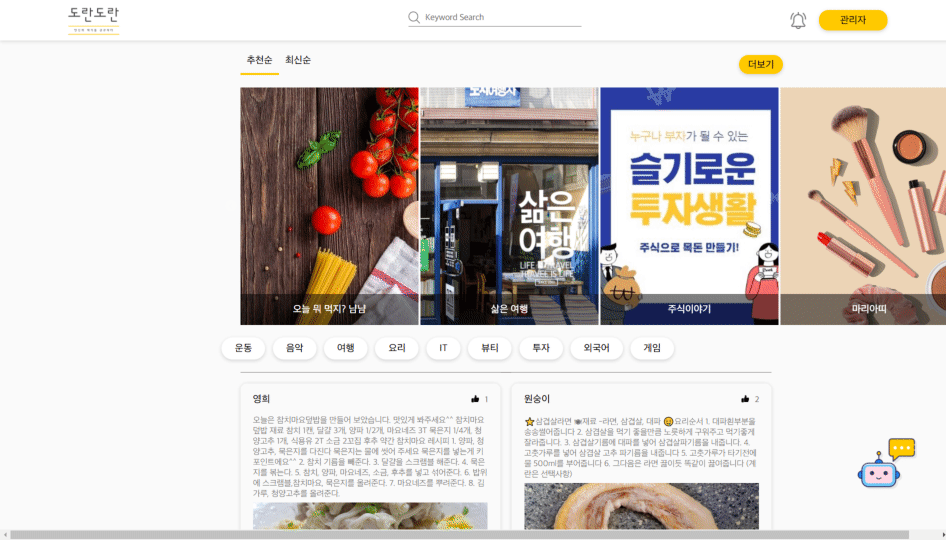 도란도란
Keyword Search
관리자
추천순 최신순
더보기
삶은
여행
LIFE IS TRAVEL
TRAVEL IS LIFE
누구나 부자가 될 수 있는
슬기로운
투자생활
주식으로 목돈 만들기!
오늘 뭐 먹지? 냠냠
삶은 여행
주식이야기
마리아띠
운동 음악 여행 요리 IT 뷰티 투자 외국어 게임
영희 1
오늘은 참치마요덮밥을 만들어 보았습니다. 맛있게 봐주세요^^ 참치마요
덮밥 재료 참치 1캔, 달걀 3개, 양파 1/2개, 마요네즈 3T 묵은지 1/4개, 청
양고추 1개, 식용유 2T 소금 2꼬집 후추 약간 참치마요 레시피 1. 양파, 청
양고추, 묵은지를 다진다 묵은지는 물에 씻어 주세요 묵은지를 넣는게 키
포인트에요^^ 2. 참치 기름을 빼준다. 3. 달걀을 스크램블 해준다. 4. 묵은
지를 볶는다. 5. 참치, 양파, 마요네즈, 소금, 후추를 넣고 섞어준다. 6. 밥위
에 스크램블,참치마요, 묵은지를 올려준다. 7. 마요네즈를 뿌려준다. 8. 김
가루, 청양고추를 올려준다.
원숭이 2
⭐삼겹살라면 🍽재료 -라면, 삼겹살, 대파 😀요리순서 1. 대파흰부분을
송송썰어줍니다 2. 삼겹살을 먹기 좋을만큼 노릇하게 구워주고 먹기좋게
잘라줍니다. 3. 삼겹살기름에 대파를 넣어 삼겹살파기름을 내줍니다. 4.
고춧가루를 넣어 삼겹살 고추 파기름을 내줍니다. 5. 고춧가루가 타기전에
물 500ml를 부어줍니다 6. 그다음은 라면 끓이듯 똑같이 끓여줍니다 (계
란은 선택사항)